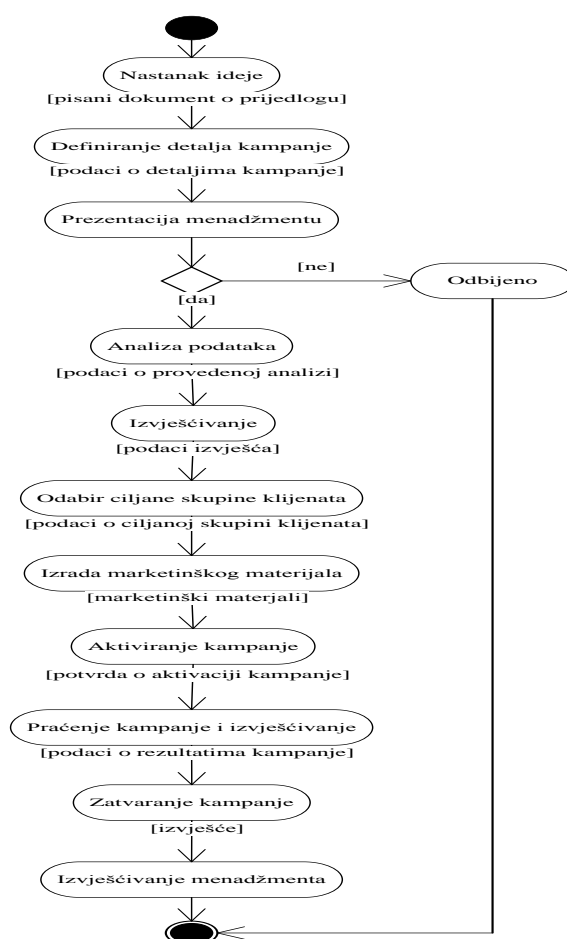 Nastanak ideje
[pisani dokument o prijedlogu]
Definiranje detalja kampanje
[podaci o detaljima kampanje]
Prezentacija menadžmentu
[ne]
Odbijeno
[da]
Analiza podataka
[podaci o provedenoj analizi]
Izvješćivanje
[podaci izvješća]
Odabir ciljane skupine klijenata
[podaci o ciljanoj skupini klijenata]
Izrada marketinškog materijala
[marketinški materjali]
Aktiviranje kampanje
[potvrda o aktivaciji kampanje]
Praćenje kampanje i izvješćivanje
[podaci o rezultatima kampanje]
Zatvaranje kampanje
[izvješće]
Izvješćivanje menadžmenta